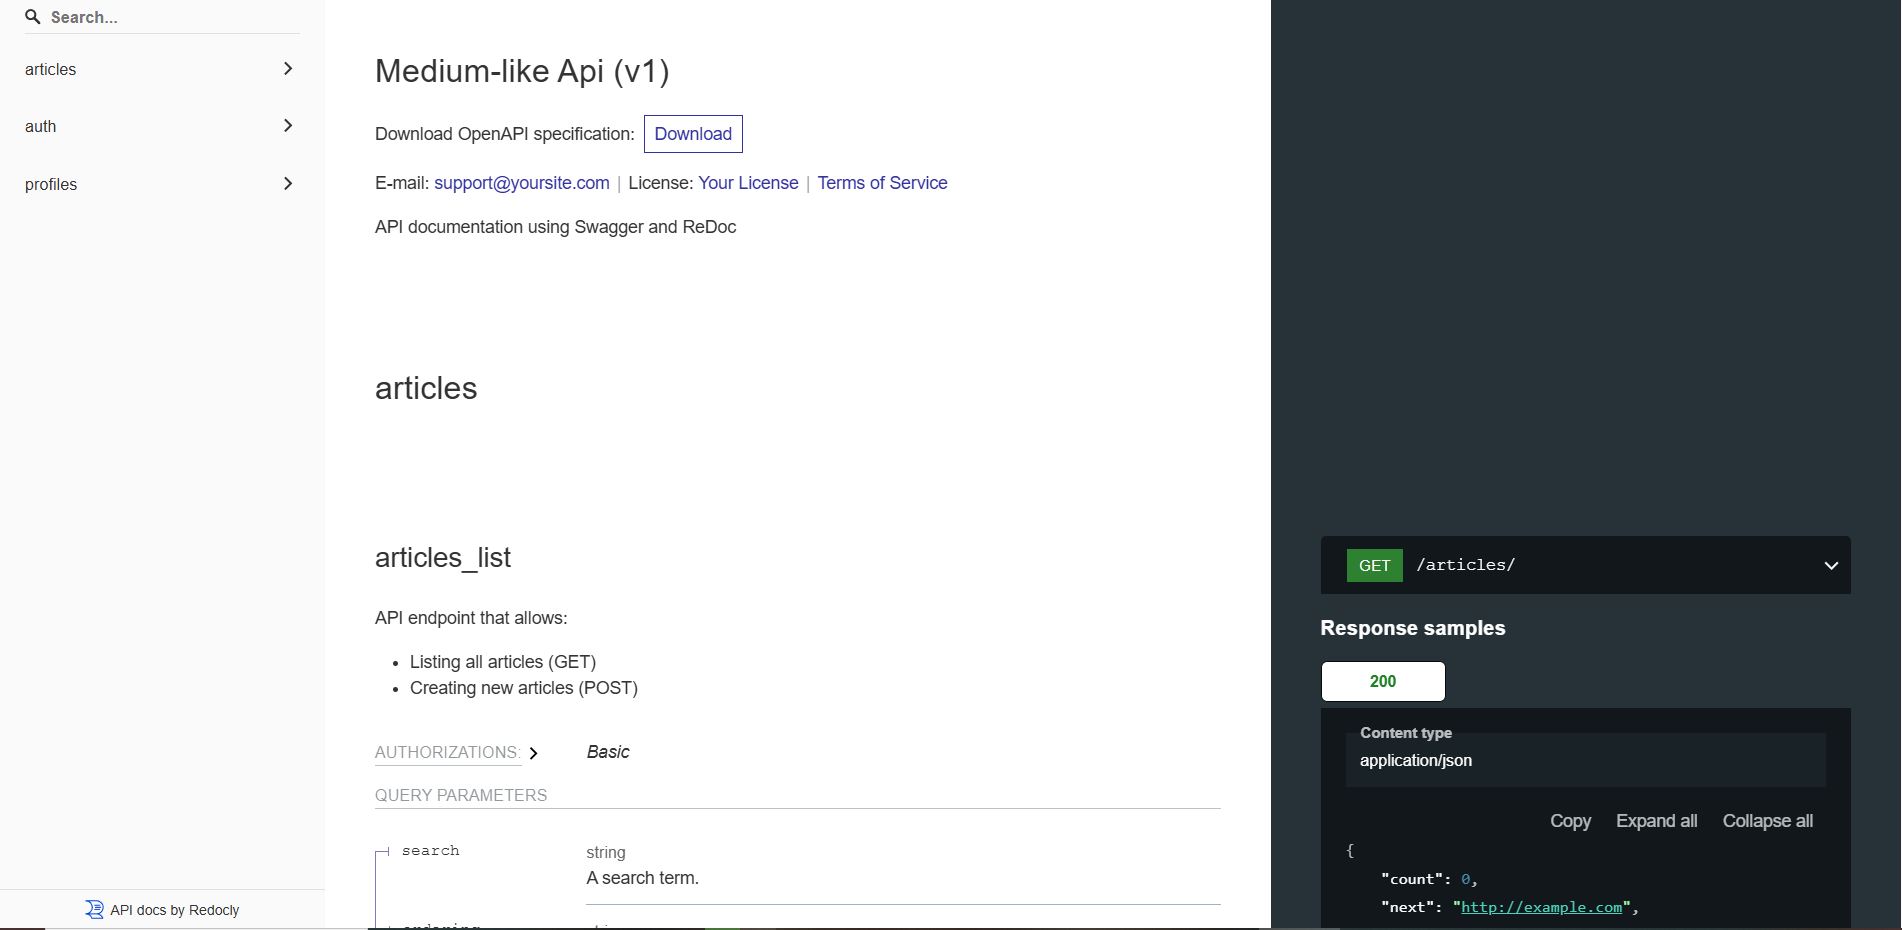 Search...
articles
auth
profiles
API docs by Redocly
Medium-like Api (v1)
Download OpenAPI specification: Download
E-mail: support@yoursite.com | License: Your License | Terms of Service
API documentation using Swagger and ReDoc
articles
articles_list
API endpoint that allows:
• Listing all articles (GET)
• Creating new articles (POST)
AUTHORIZATIONS: Basic
QUERY PARAMETERS
search string
A search term.
GET /articles/
Response samples
200
Content type
application/json
Copy Expand all Collapse all
{
"count": 0,
"next": "http://example.com",